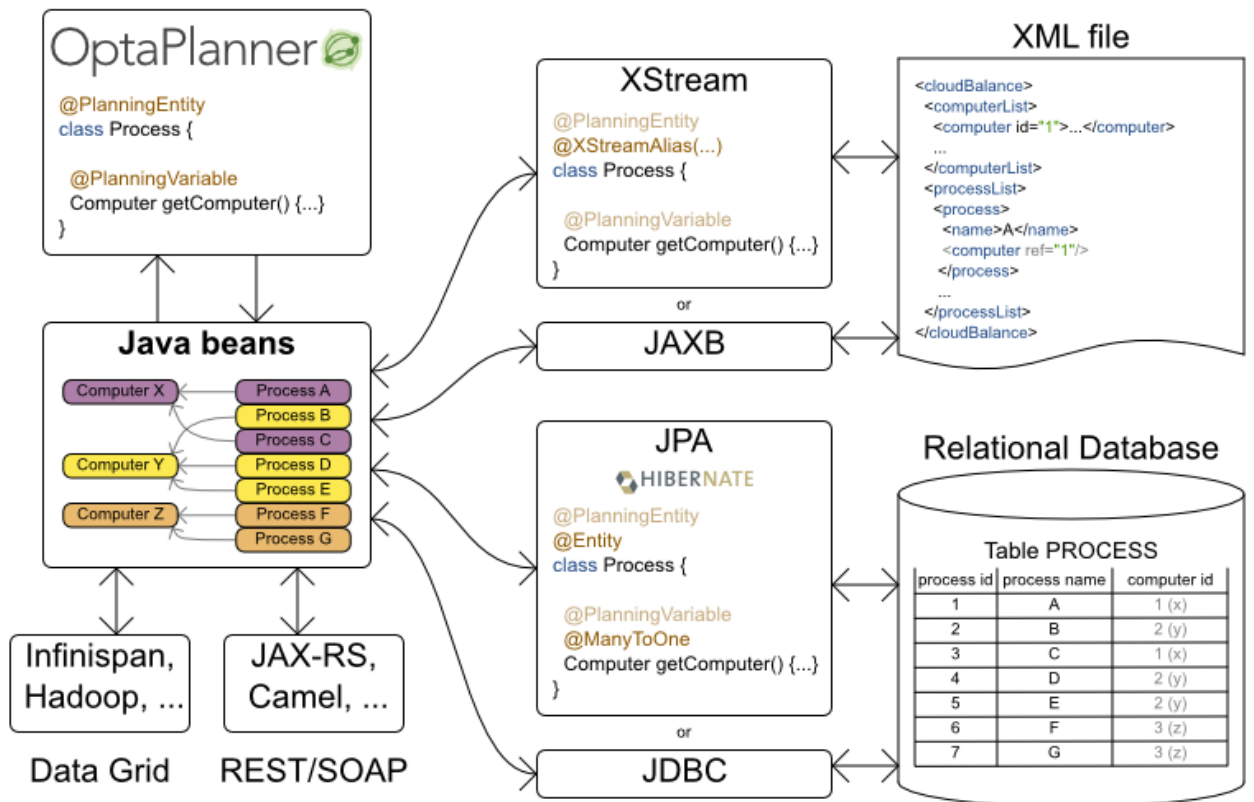 OptaPlanner
@PlanningEntity
class Process {
@PlanningVariable
Computer getComputer() {...}
}
Java beans
Computer X
Computer Y
Computer Z
Process A
Process B
Process C
Process D
Process E
Process F
Process G
Infinispan,
Hadoop, ...
Data Grid
JAX-RS,
Camel, ...
REST/SOAP
XStream
@PlanningEntity
@XStreamAlias(...)
class Process {
@PlanningVariable
Computer getComputer() {...}
}
or
JAXB
JPA
HIBERNATE
@PlanningEntity
@Entity
class Process {
@PlanningVariable
@ManyToOne
Computer getComputer() {...}
}
or
JDBC
XML file
<cloudBalance>
<computerList>
<computer id="1">...</computer>
...
</computerList>
<processList>
<process>
<name>A</name>
<computer ref="1"/>
</process>
...
</processList>
</cloudBalance>
Relational Database
Table PROCESS
process id process name computer id
1 A 1 (x)
2 B 2 (y)
3 C 1 (x)
4 D 2 (y)
5 E 2 (y)
6 F 3 (z)
7 G 3 (z)